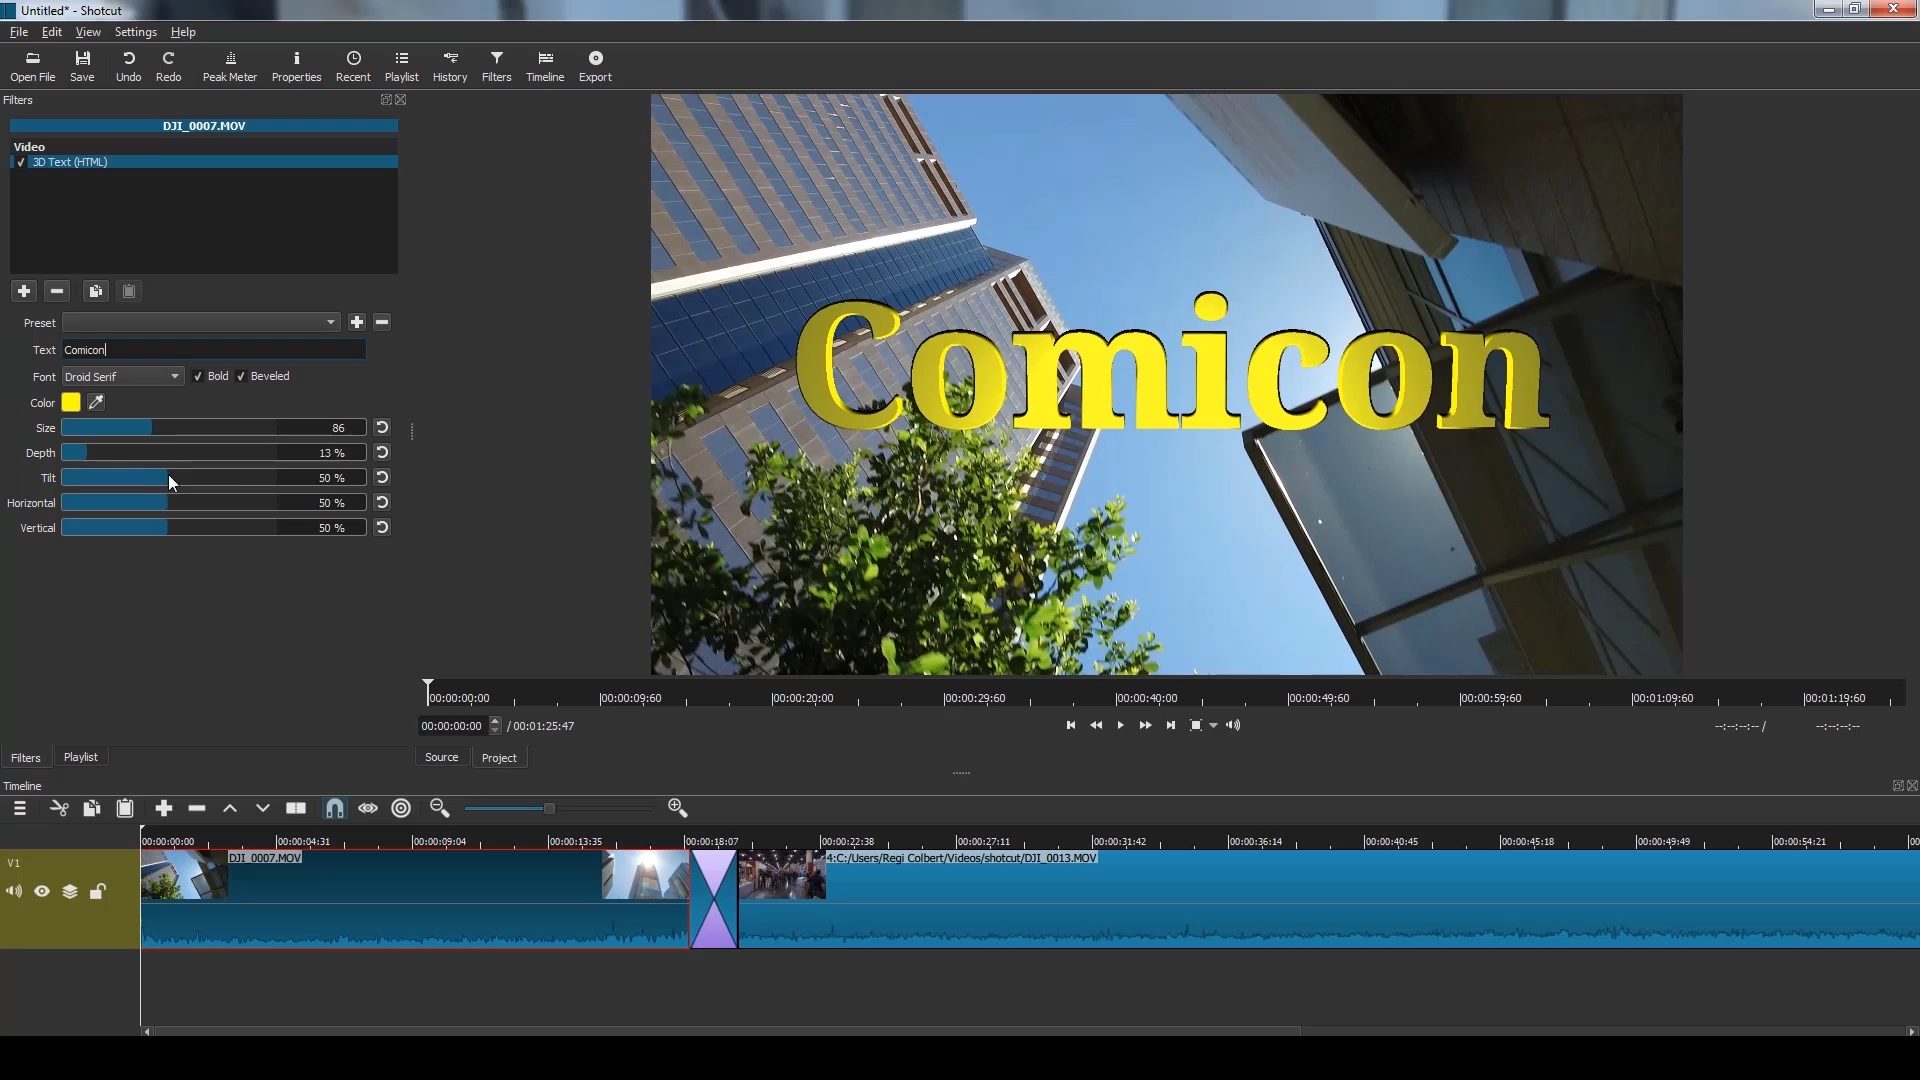 Untitled* - Shotcut
File Edit View Settings Help
Open File Save Undo Redo Peak Meter Properties Recent Playlist History Filters Timeline Export
Filters
DJI_0007.MOV
Video
3D Text (HTML)
Preset
Text Comicon
Font Droid Serif Bold Beveled
Color
Size 86
Depth 13 %
Tilt 50 %
Horizontal 50 %
Vertical 50 %
Comicon
00:00:00:00 00:00:09:60 00:00:20:00 00:00:29:60 00:00:40:00 00:00:49:60 00:00:59:60 00:01:09:60 00:01:19:60
00:00:00:00 / 00:01:25:47 --:--:--:-- / --:--:--:--
Filters Playlist Source Project
Timeline
00:00:00:00 00:00:04:31 00:00:09:04 00:00:13:35 00:00:18:07 00:00:22:38 00:00:27:11 00:00:31:42 00:00:36:14 00:00:40:45 00:00:45:18 00:00:49:49 00:00:54:21 00:00
V1 DJI_0007.MOV 4:C:/Users/Regi Colbert/Videos/shotcut/DJI_0013.MOV